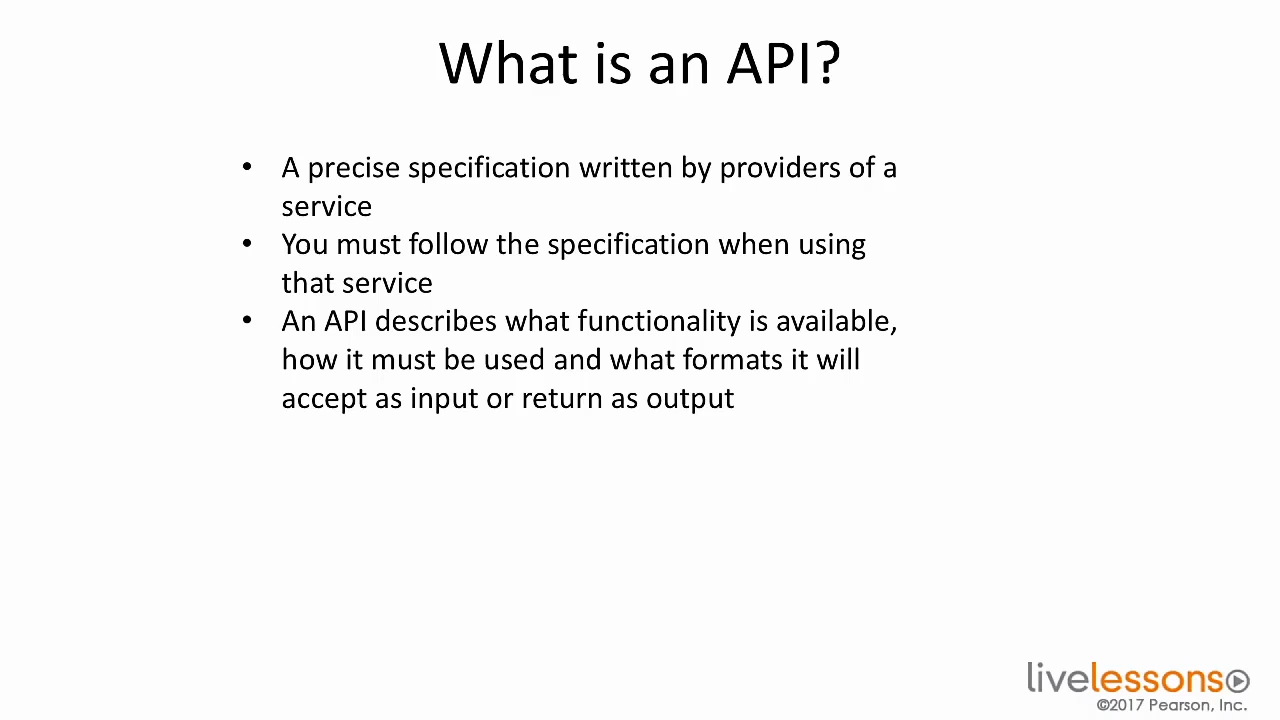 What is an API?
• A precise specification written by providers of a
service
• You must follow the specification when using
that service
• An API describes what functionality is available,
how it must be used and what formats it will
accept as input or return as output
livelessons
©2017 Pearson, Inc.